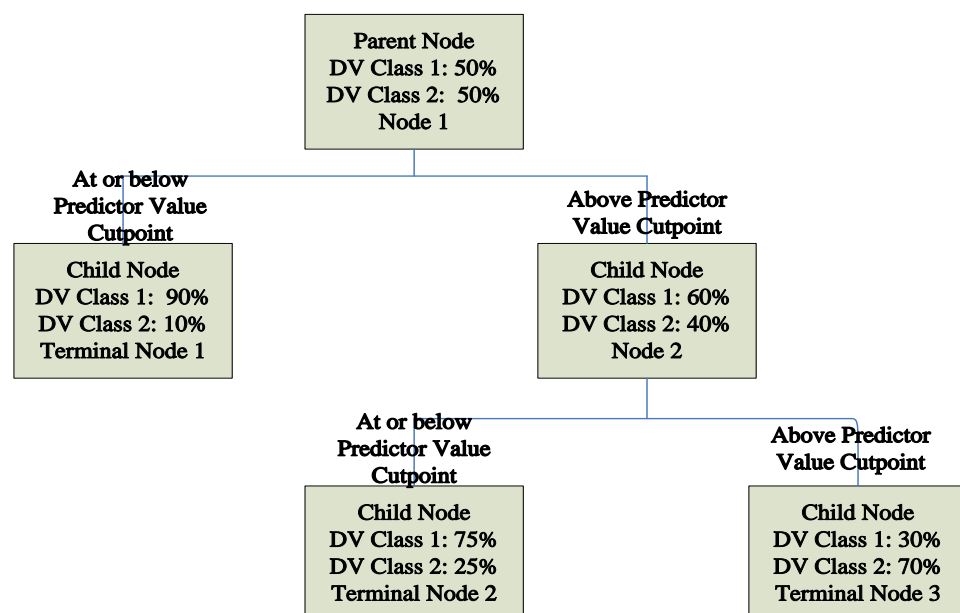 Parent Node
DV Class 1: 50%
DV Class 2: 50%
Node 1
At or below
Predictor Value
Cutpoint
Above Predictor
Value Cutpoint
Child Node
DV Class 1: 90%
DV Class 2: 10%
Terminal Node 1
Child Node
DV Class 1: 60%
DV Class 2: 40%
Node 2
At or below
Predictor Value
Cutpoint
Above Predictor
Value Cutpoint
Child Node
DV Class 1: 75%
DV Class 2: 25%
Terminal Node 2
Child Node
DV Class 1: 30%
DV Class 2: 70%
Terminal Node 3